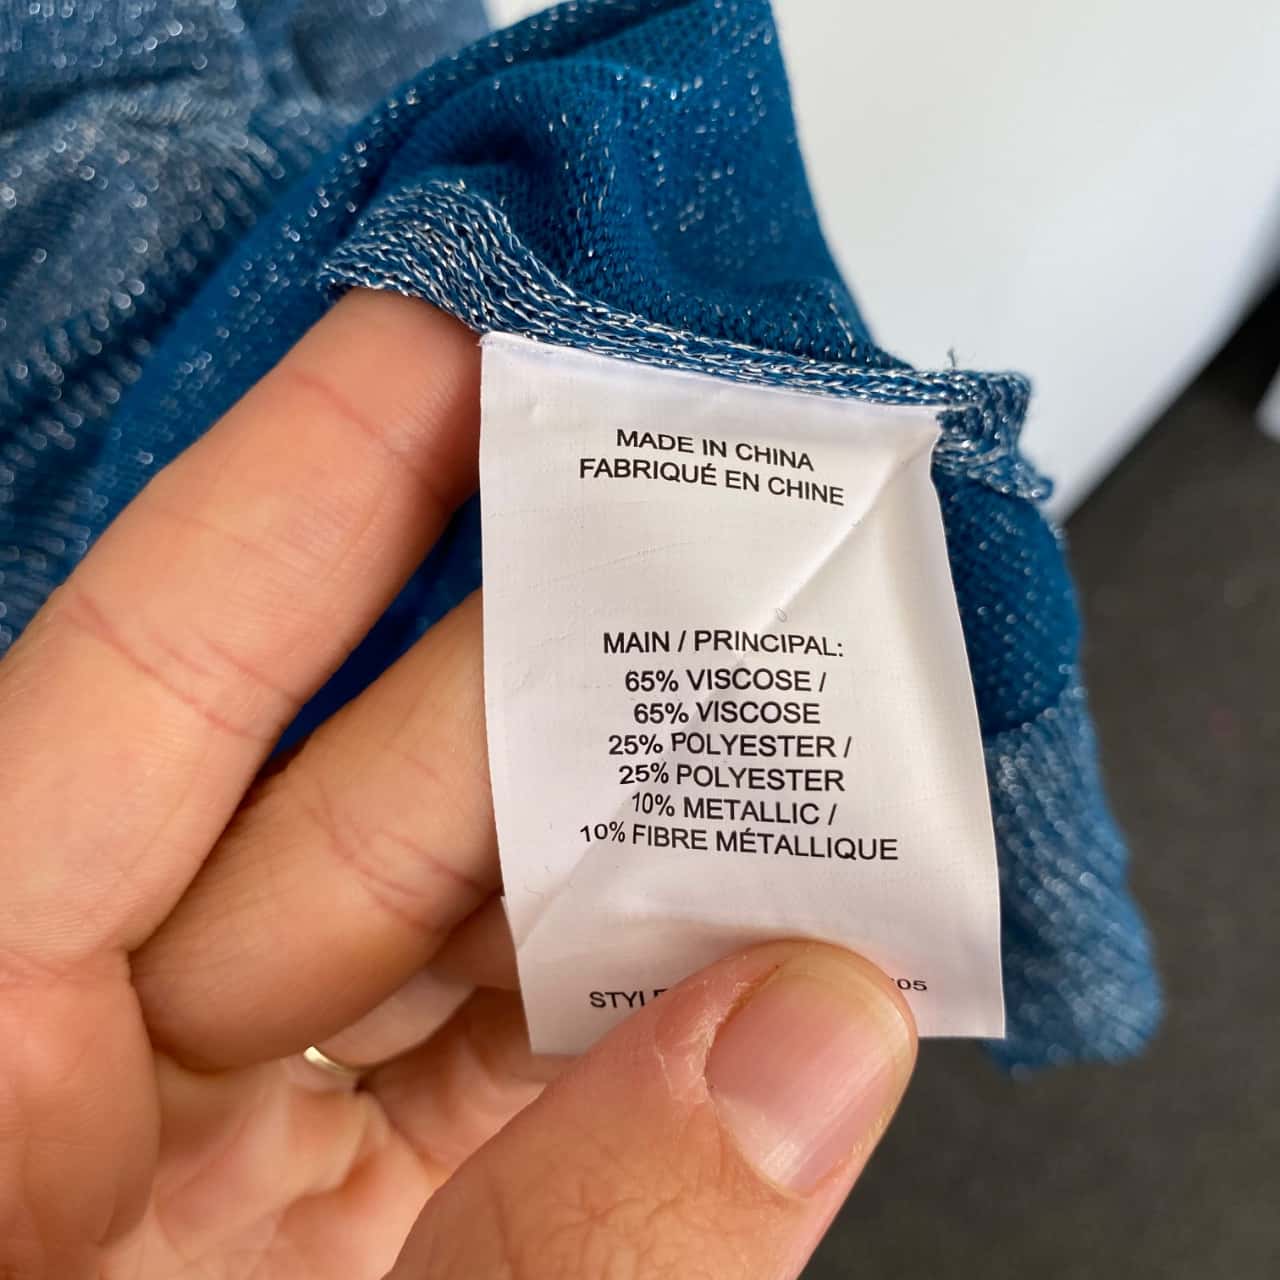 MADE IN CHINA
FABRIQUÉ EN CHINE
MAIN / PRINCIPAL:
65% VISCOSE /
65% VISCOSE
25% POLYESTER /
25% POLYESTER
10% METALLIC /
10% FIBRE MÉTALLIQUE
05